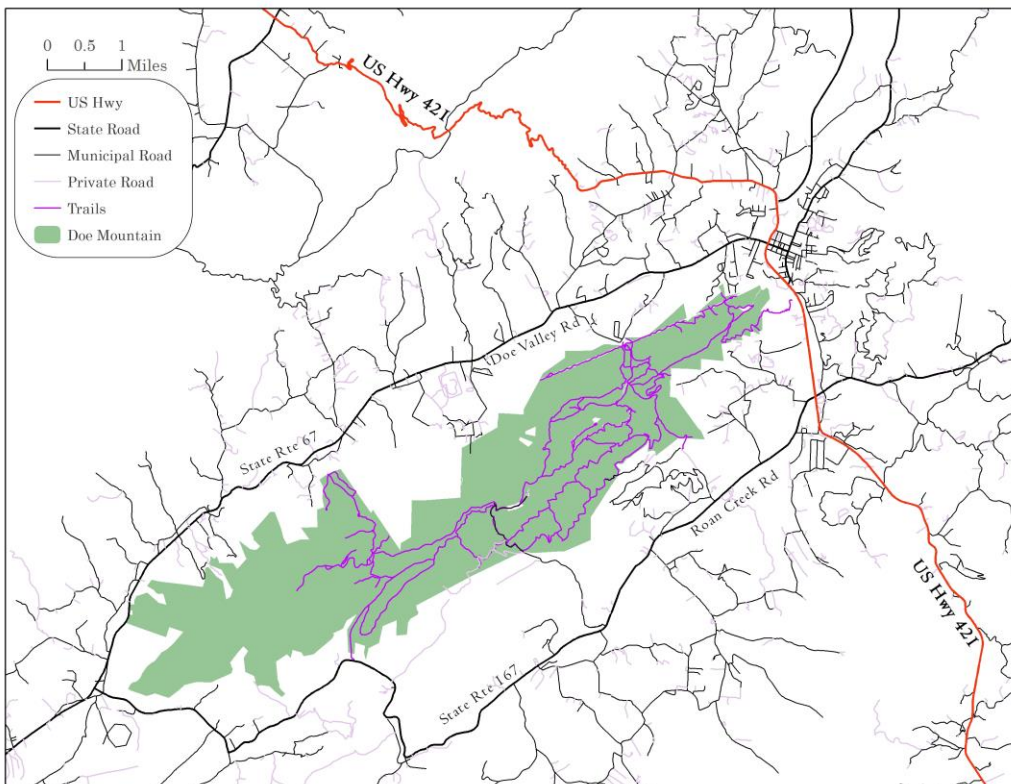 0 0.5 1
Miles
US Hwy
State Road
Municipal Road
Private Road
Trails
Doe Mountain
US Hwy 421
Doe Valley Rd
State Rte 67
Roan Creek Rd
US Hwy 421
State Rte 167